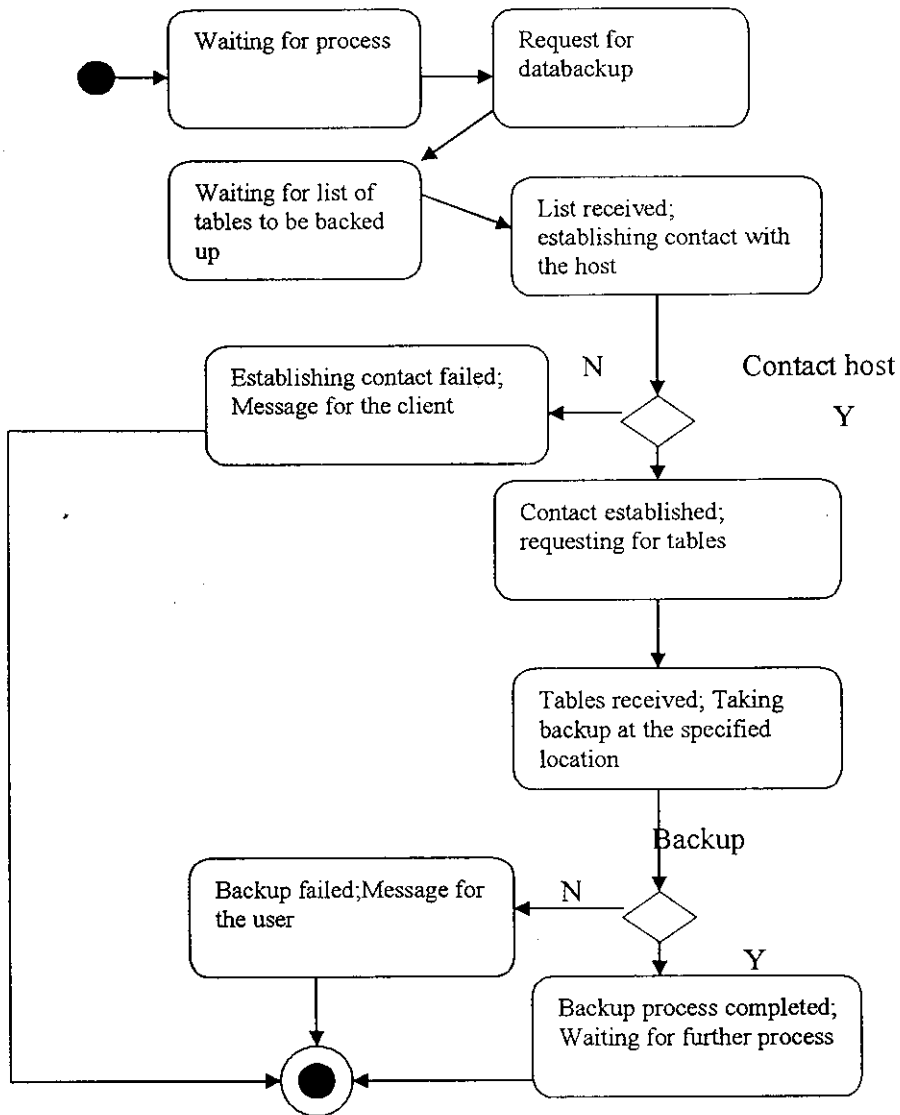 Waiting for process
Request for
databackup
Waiting for list of
tables to be backed
up
List received;
establishing contact with
the host
N
Contact host
Y
Establishing contact failed;
Message for the client
Contact established;
requesting for tables
Tables received; Taking
backup at the specified
location
Backup
N
Backup failed;Message for
the user
Y
Backup process completed;
Waiting for further process